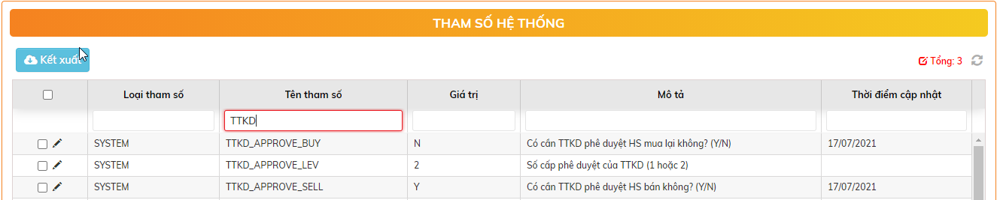 THAM SỐ HỆ THỐNG
Kết xuất Tổng: 3
Loại tham số Tên tham số Giá trị Mô tả Thời điểm cập nhật
TTKD
SYSTEM TTKD_APPROVE_BUY N Có cần TTKD phê duyệt HS mua lại không? (Y/N) 17/07/2021
SYSTEM TTKD_APPROVE_LEV 2 Số cấp phê duyệt của TTKD (1 hoặc 2)
SYSTEM TTKD_APPROVE_SELL Y Có cần TTKD phê duyệt HS bán không? (Y/N) 17/07/2021